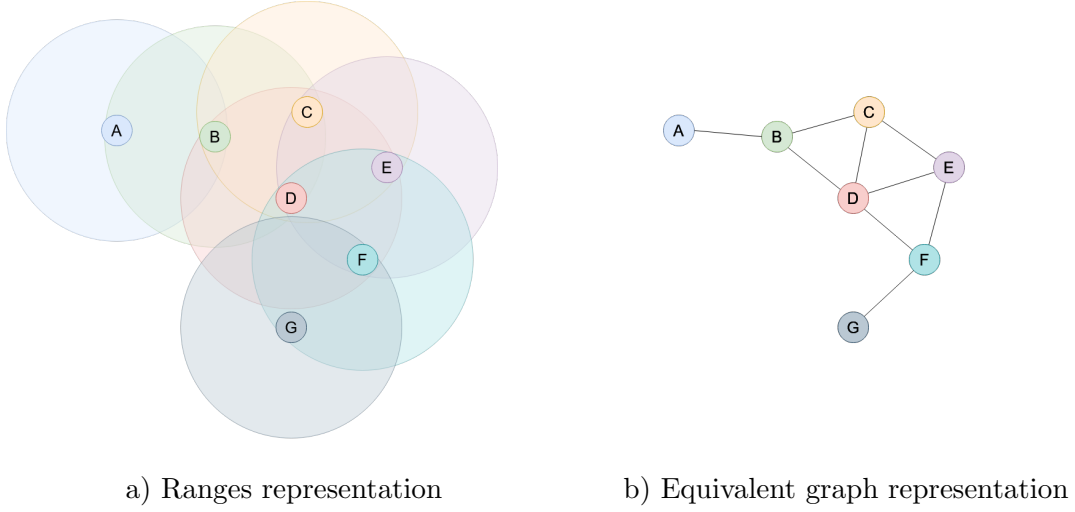 C
A
B
E
D
F
G
C
A
B
E
D
F
G
a) Ranges representation
b) Equivalent graph representation